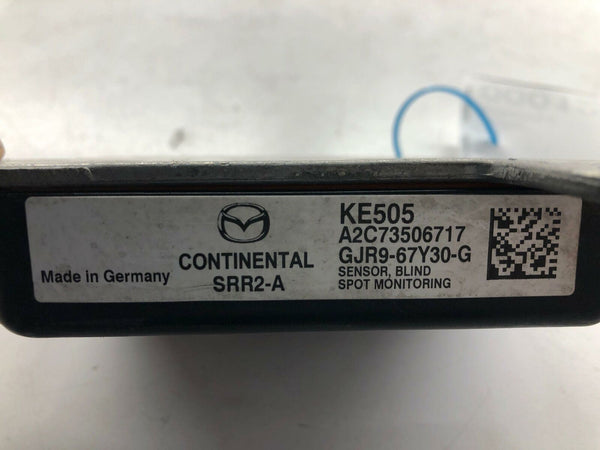 Made in Germany
CONTINENTAL
SRR2-A
KE505
A2C73506717
GJR9-67Y30-G
SENSOR, BLIND
SPOT MONITORING